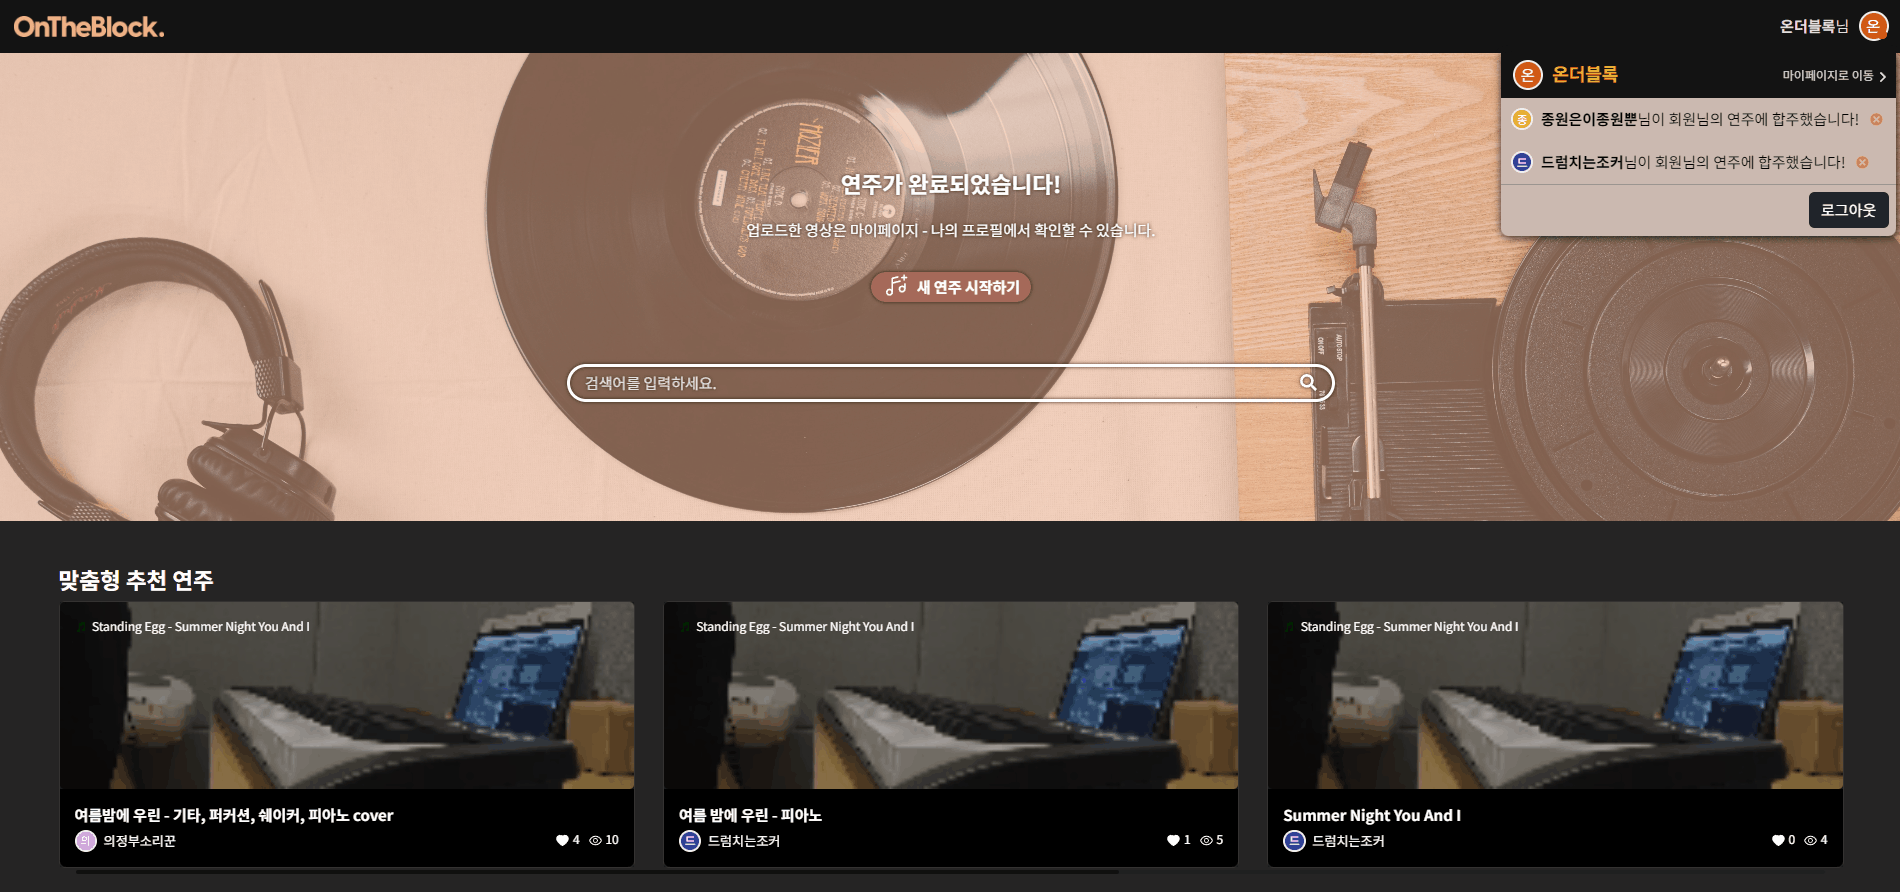 OnTheBlock.
온더블록님
온
온
온더블록
마이페이지로 이동
종
종원은이종원뿐님이 회원님의 연주에 합주했습니다!
드
드럼치는조커님이 회원님의 연주에 합주했습니다!
로그아웃
MOZIER
연주가 완료되었습니다!
업로드한 영상은 마이페이지 - 나의 프로필에서 확인할 수 있습니다.
새 연주 시작하기
검색어를 입력하세요.
AUTO STOP
ON OFF
맞춤형 추천 연주
Standing Egg - Summer Night You And I
여름밤에 우린 - 기타, 퍼커션, 쉐이커, 피아노 cover
의
의정부소리꾼
4
10
Standing Egg - Summer Night You And I
여름 밤에 우린 - 피아노
드
드럼치는조커
1
5
Standing Egg - Summer Night You And I
Summer Night You And I
드
드럼치는조커
0
4